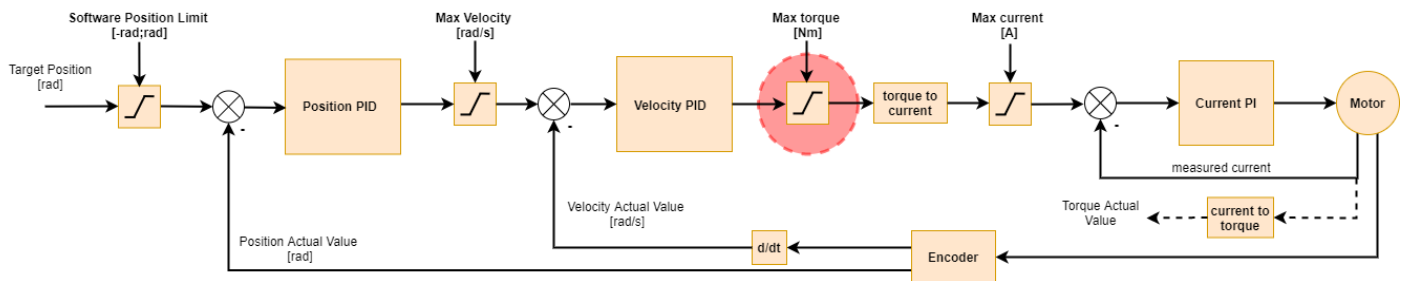 Software Position Limit
[-rad;rad]
Max Velocity
[rad/s]
Max torque
[Nm]
Max current
[A]
Target Position
[rad]
Position PID
Velocity PID
torque to
current
Current PI
Motor
-
-
-
measured current
Velocity Actual Value
[rad/s]
Torque Actual
Value
current to
torque
Position Actual Value
[rad]
d/dt
Encoder